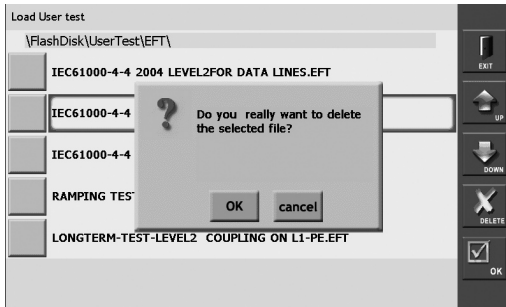 Load User test
\FlashDisk\UserTest\EFT\
EXIT
IEC61000-4-4 2004 LEVEL2FOR DATA LINES.EFT
IEC61000-4-4
Do you really want to delete
the selected file?
UP
IEC61000-4-4
DOWN
RAMPING TES
OK cancel
DELETE
LONGTERM-TEST-LEVEL2 COUPLING ON L1-PE.EFT
OK